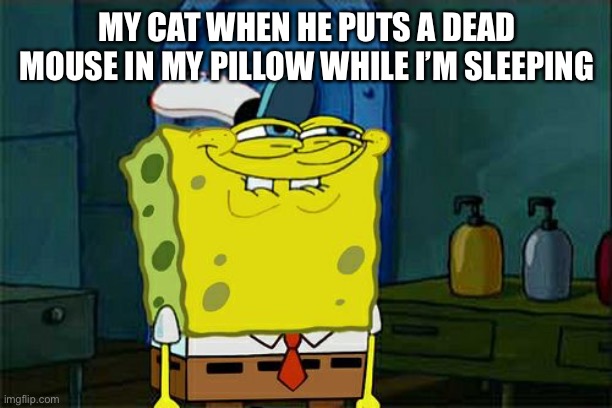 MY CAT WHEN HE PUTS A DEAD
MOUSE IN MY PILLOW WHILE I’M SLEEPING
imgflip.com